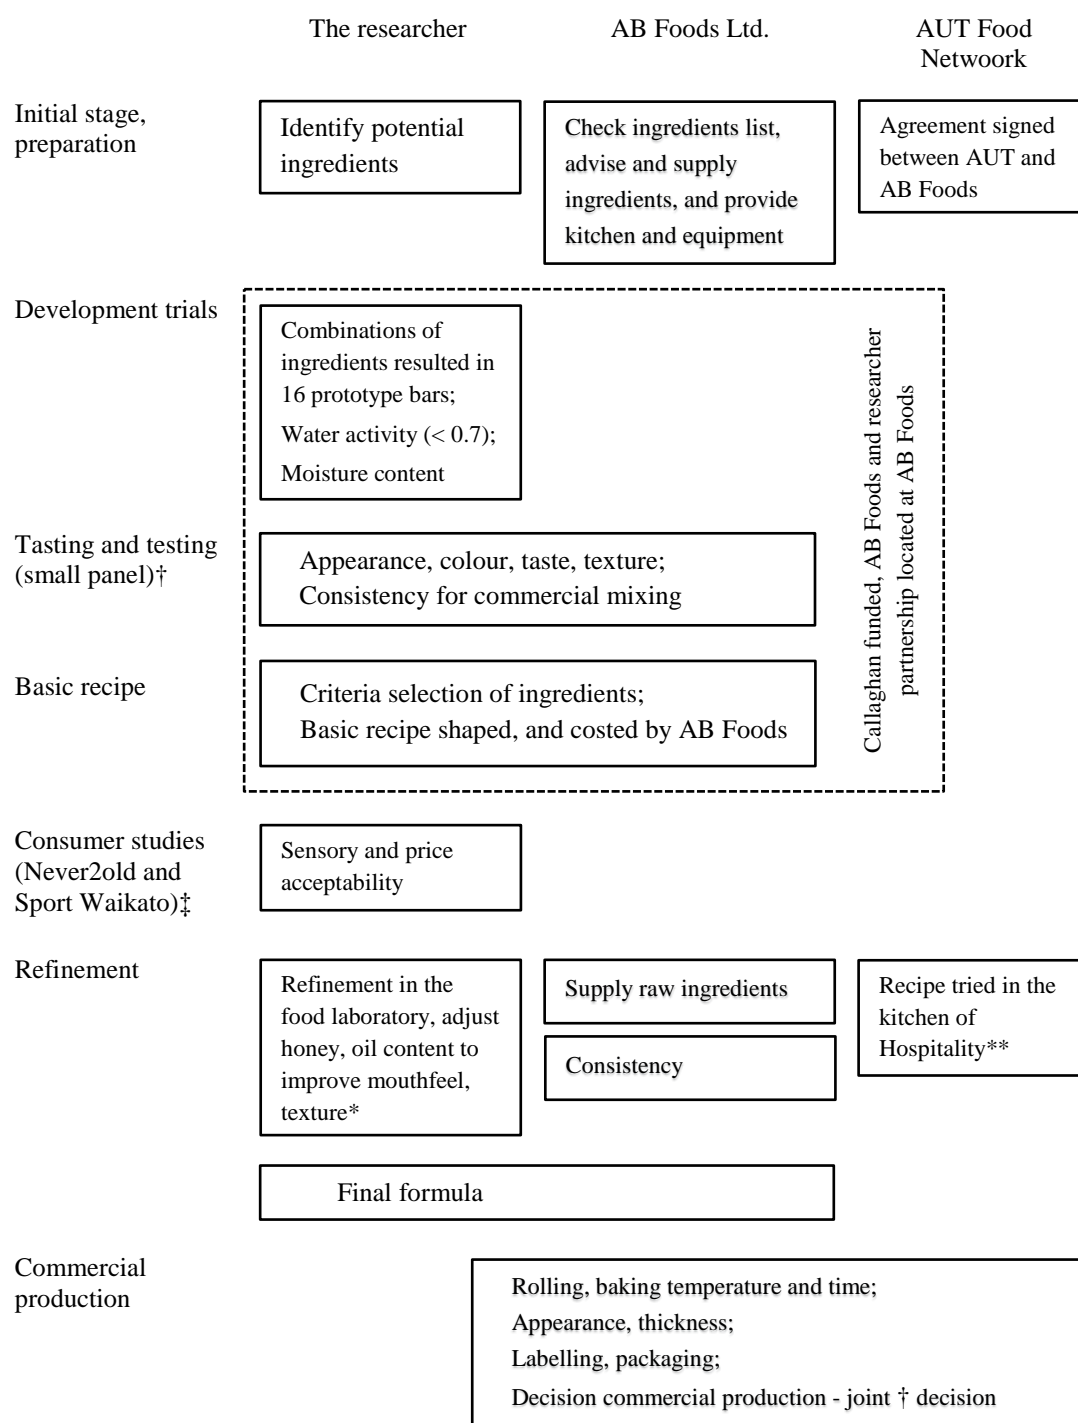 The researcher
AB Foods Ltd.
AUT Food
Netwoork
Initial stage,
preparation
Identify potential
ingredients
Check ingredients list,
advise and supply
ingredients, and provide
kitchen and equipment
Agreement signed
between AUT and
AB Foods
Development trials
Combinations of
ingredients resulted in
16 prototype bars;
Water activity (< 0.7);
Moisture content
Callaghan funded, AB Foods and researcher
partnership located at AB Foods
Tasting and testing
(small panel)†
Appearance, colour, taste, texture;
Consistency for commercial mixing
Basic recipe
Criteria selection of ingredients;
Basic recipe shaped, and costed by AB Foods
Consumer studies
(Never2old and
Sport Waikato)‡
Sensory and price
acceptability
Refinement
Refinement in the
food laboratory, adjust
honey, oil content to
improve mouthfeel,
texture*
Supply raw ingredients
Consistency
Recipe tried in the
kitchen of
Hospitality**
Final formula
Commercial
production
Rolling, baking temperature and time;
Appearance, thickness;
Labelling, packaging;
Decision commercial production - joint † decision